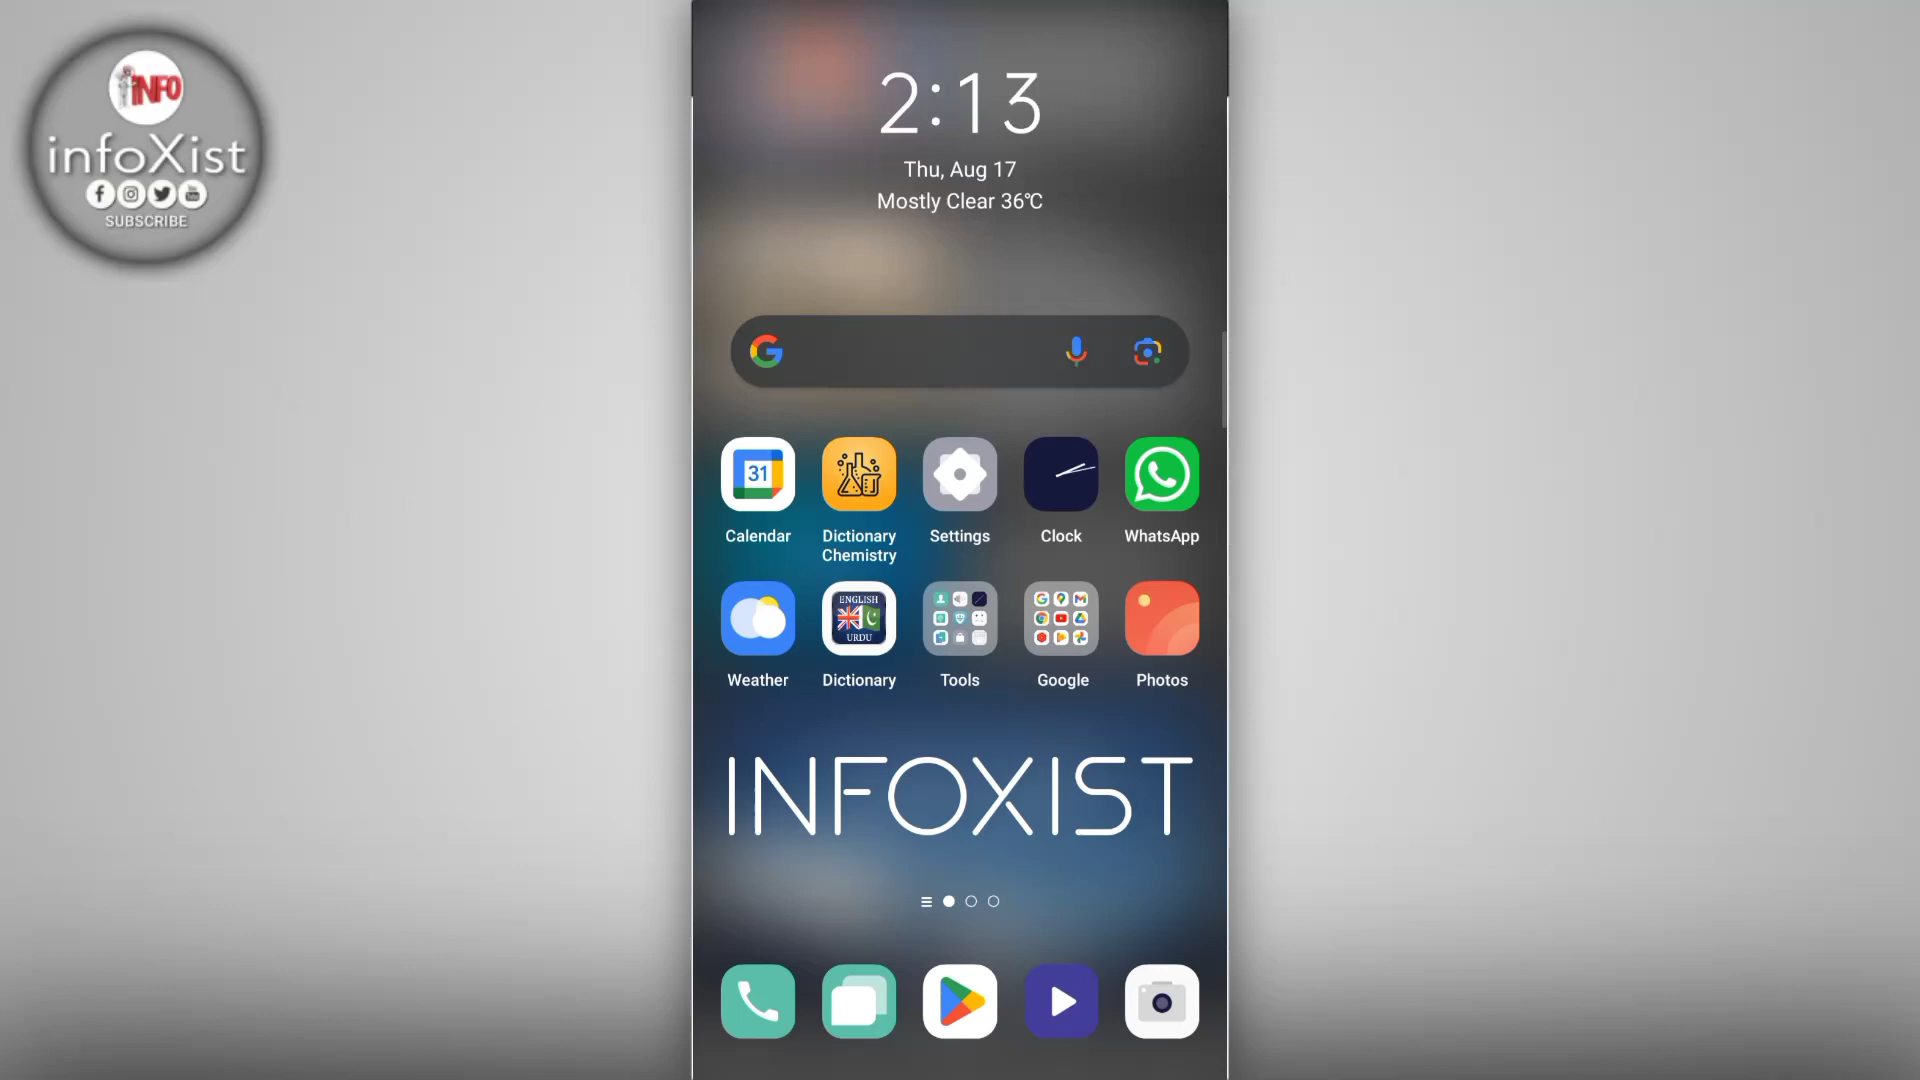 INFO
infoXist
SUBSCRIBE
2:13
Thu, Aug 17
Mostly Clear 36°C
31
Calendar
Dictionary
Chemistry
Settings
Clock
WhatsApp
ENGLISH
URDU
Weather
Dictionary
Tools
Google
Photos
INFOXIST